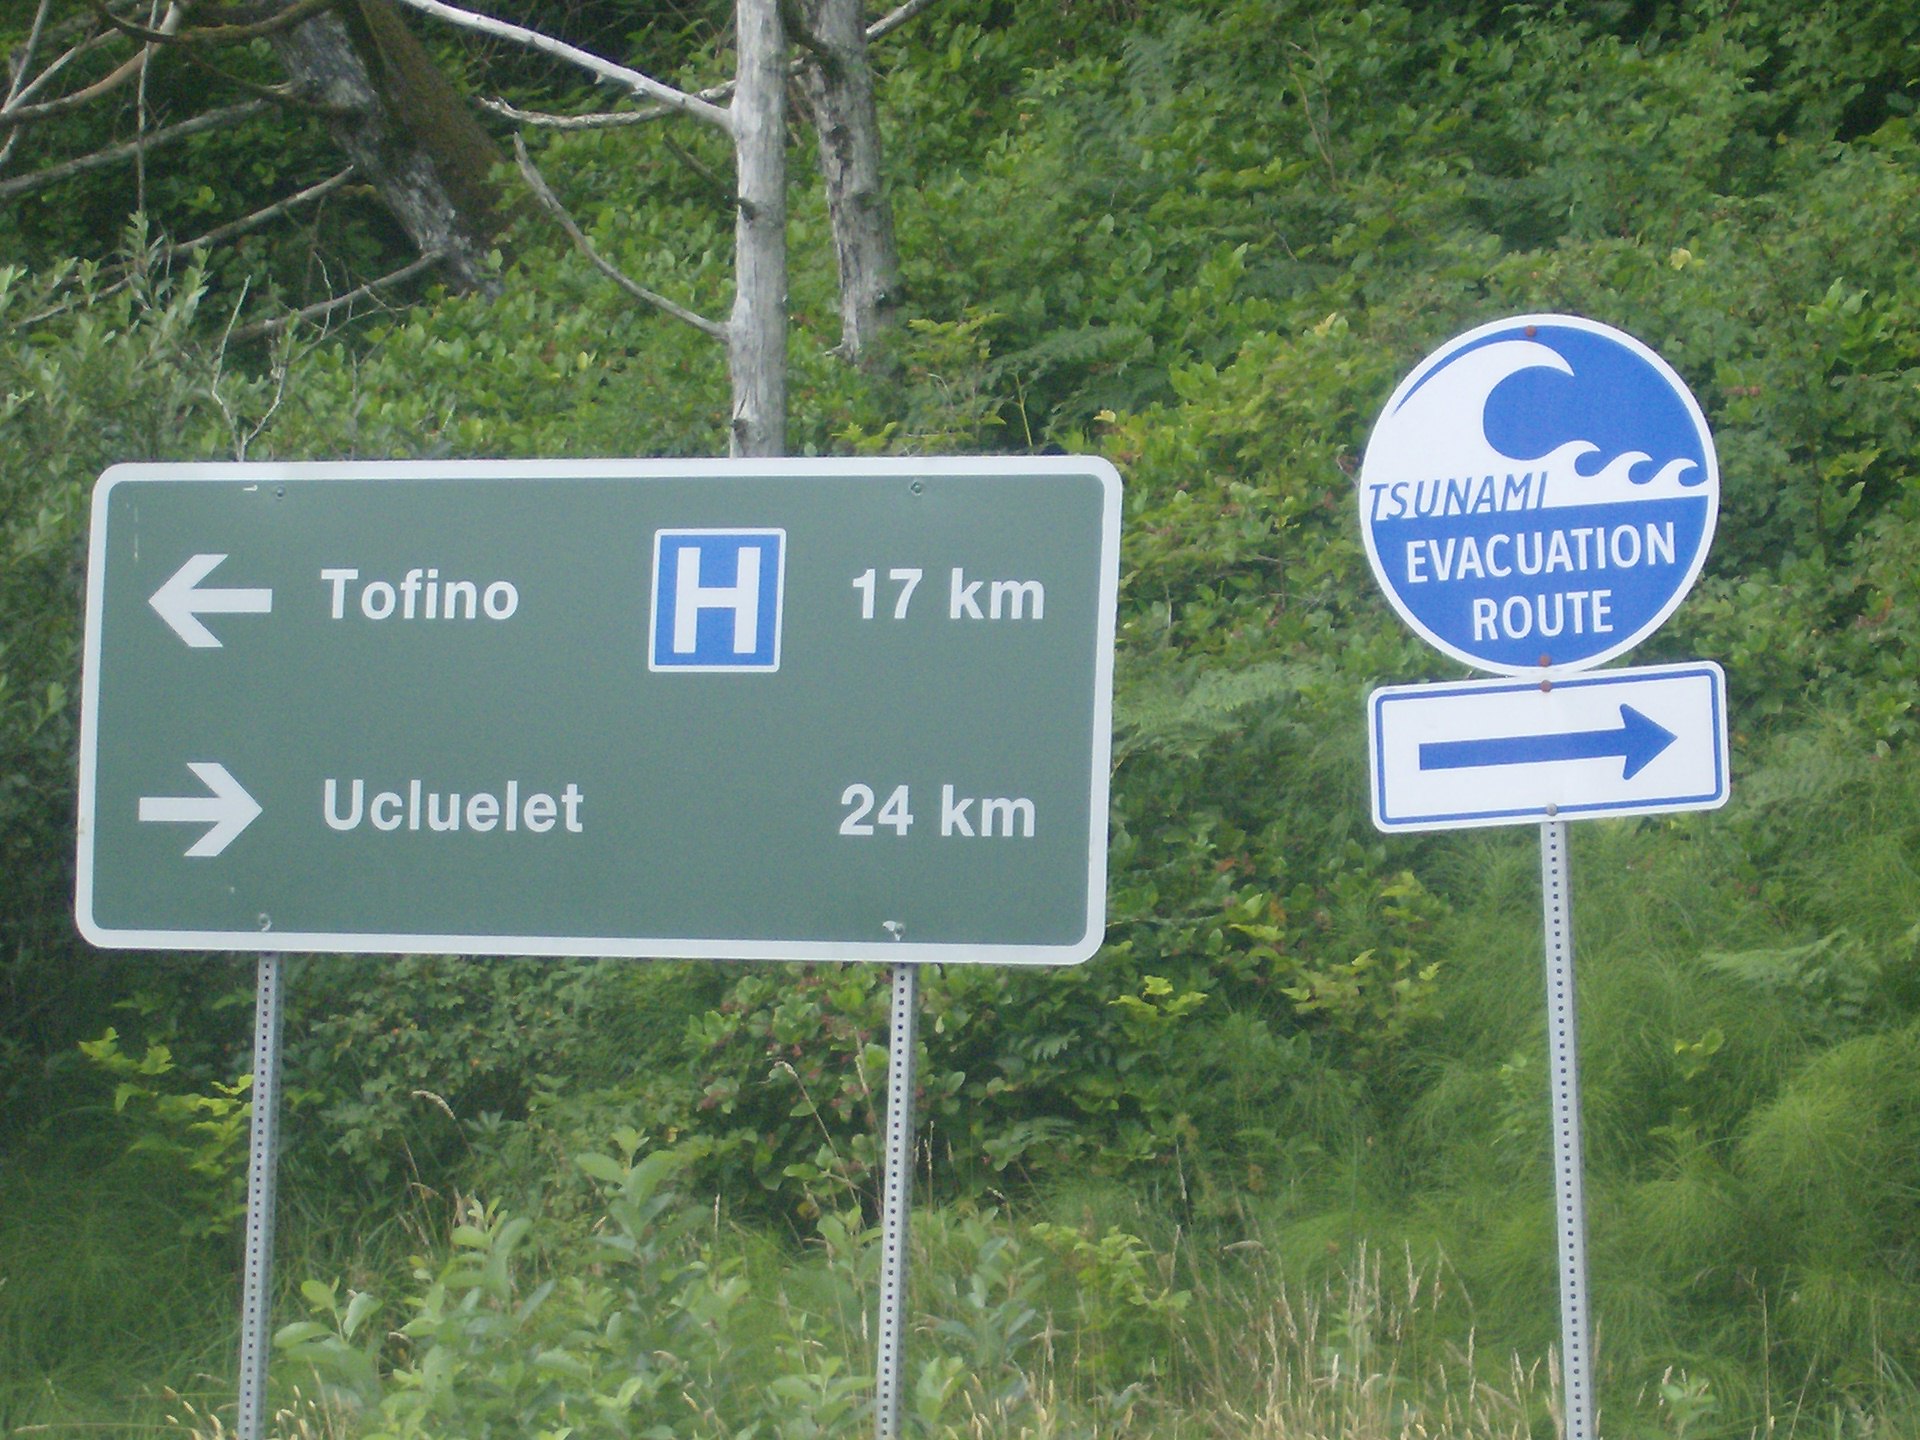 Tofino H 17 km
Ucluelet 24 km
TSUNAMI
EVACUATION
ROUTE